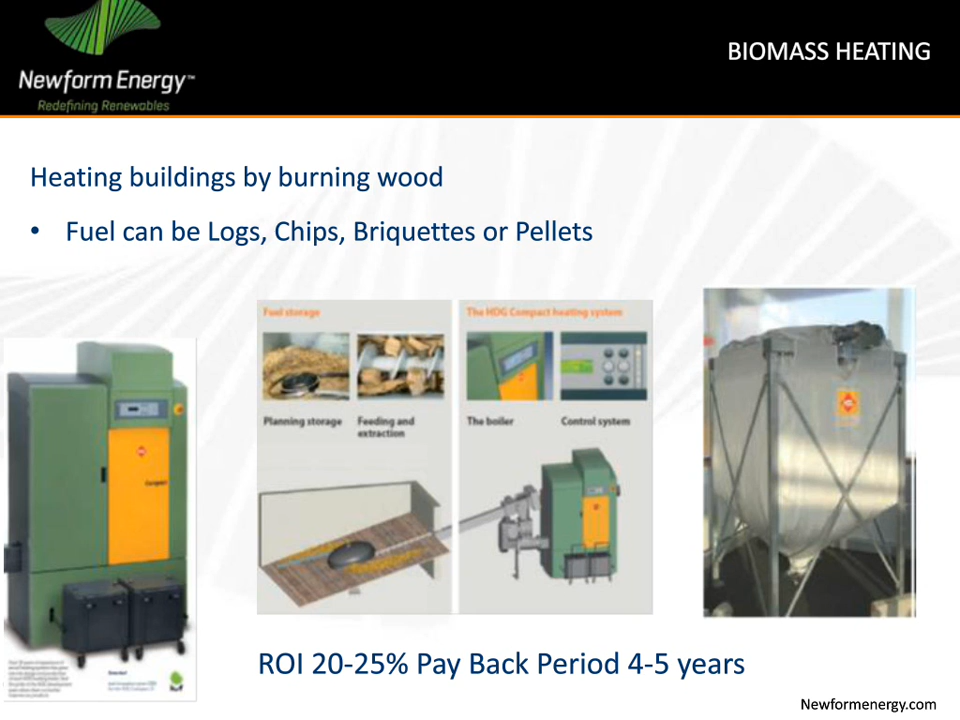 Newform Energy™
Redefining Renewables
BIOMASS HEATING
Heating buildings by burning wood
• Fuel can be Logs, Chips, Briquettes or Pellets
Fuel storage
The HDG Compact heating system
Planning storage
Feeding and
extraction
The boiler
Control system
Compact
ROI 20-25% Pay Back Period 4-5 years
Newformenergy.com